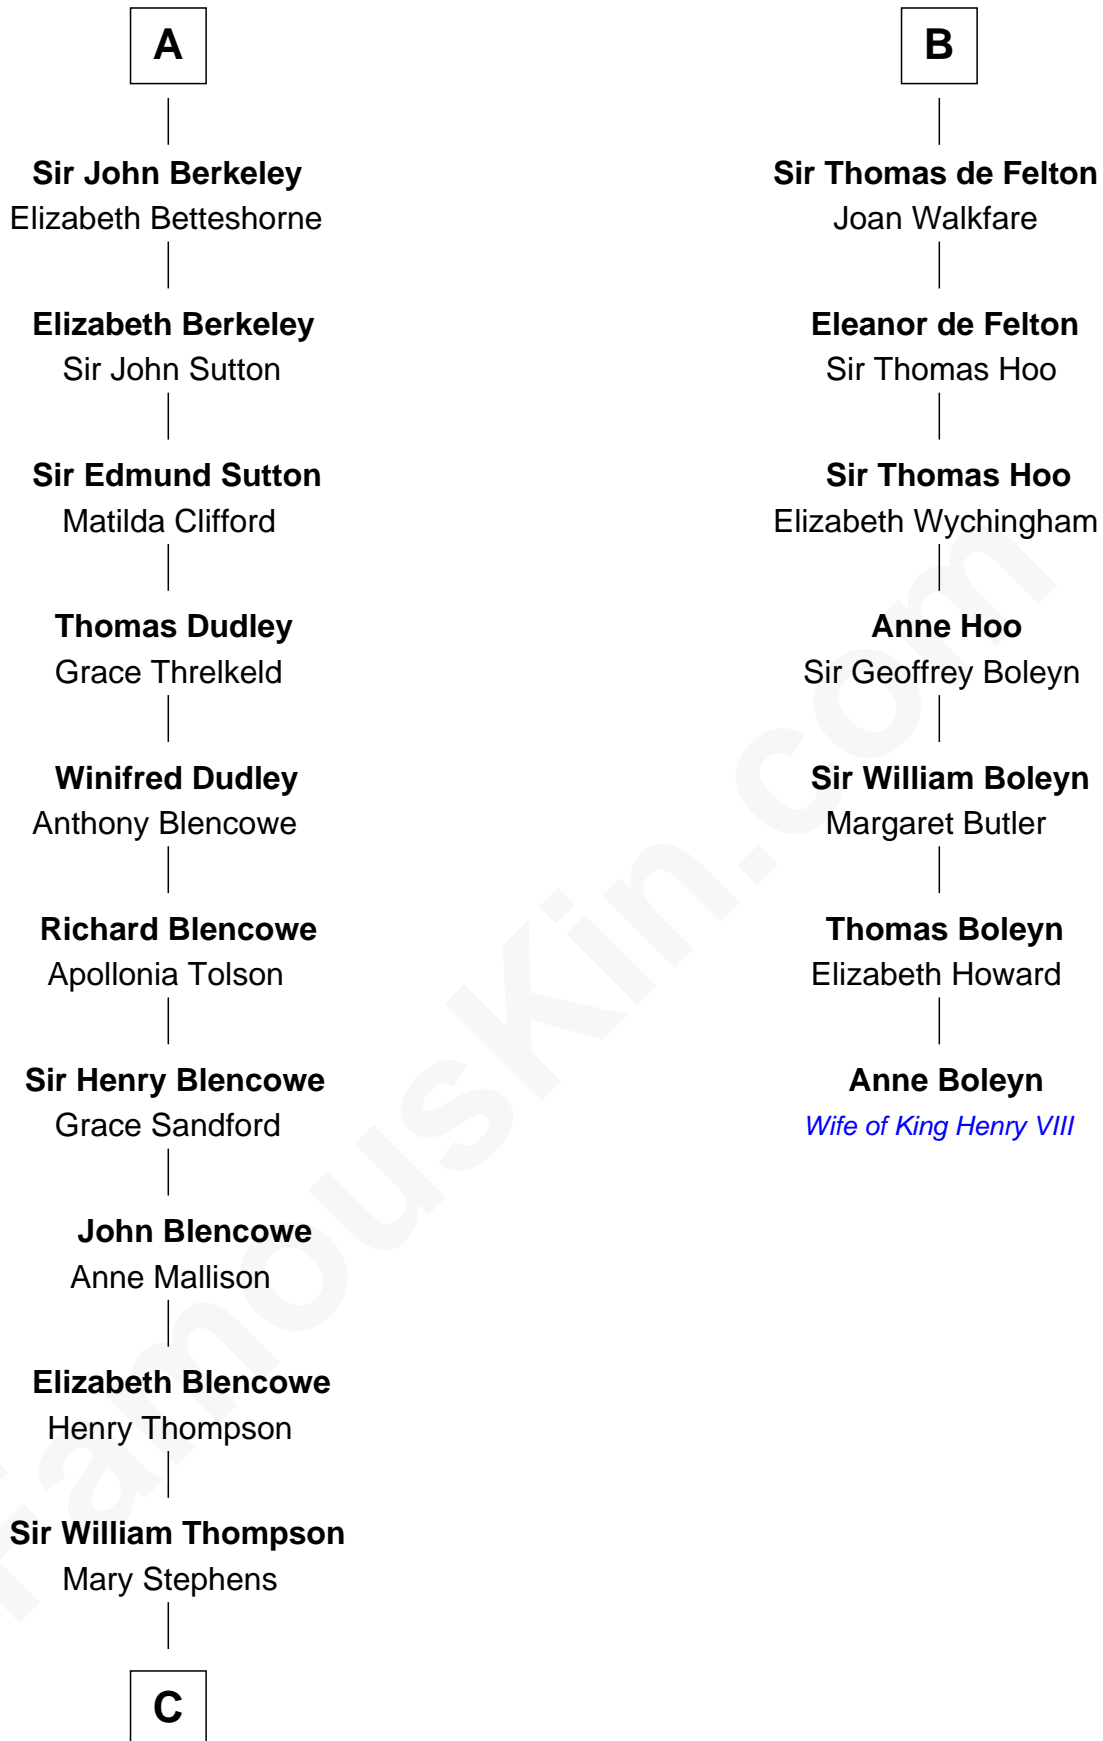 A
Sir John Berkeley
Elizabeth Betteshorne
Elizabeth Berkeley
Sir John Sutton
Sir Edmund Sutton
Matilda Clifford
Thomas Dudley
Grace Threlkeld
Winifred Dudley
Anthony Blencowe
Richard Blencowe
Apollonia Tolson
Sir Henry Blencowe
Grace Sandford
John Blencowe
Anne Mallison
Elizabeth Blencowe
Henry Thompson
Sir William Thompson
Mary Stephens
C
B
Sir Thomas de Felton
Joan Walkfare
Eleanor de Felton
Sir Thomas Hoo
Sir Thomas Hoo
Elizabeth Wychingham
Anne Hoo
Sir Geoffrey Boleyn
Sir William Boleyn
Margaret Butler
Thomas Boleyn
Elizabeth Howard
Anne Boleyn
Wife of King Henry VIII
FamousKin.com